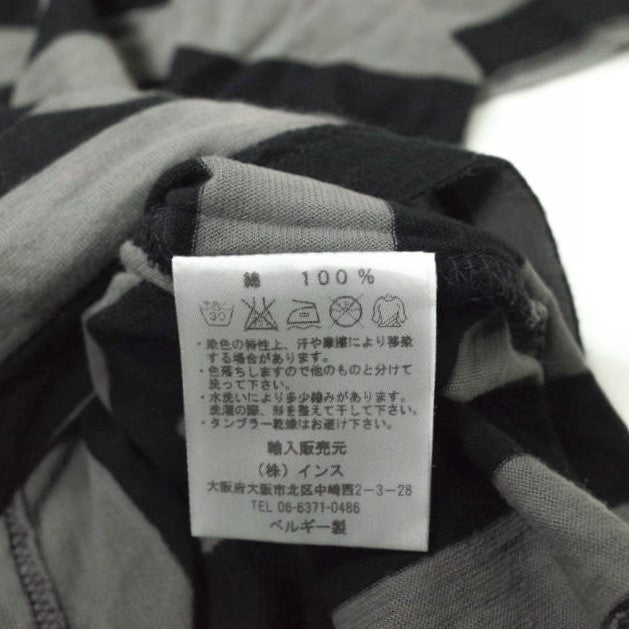 綿 100%
30
・染色の特性上、汗や摩擦により移染
する場合があります。
・色落ちしますので他のものと分けて
洗って下さい。
・水洗いにより多少縮みがあります。
洗濯の際、形を整えて干して下さい。
・タンブラー乾燥はお避け下さい。
輸入販売元
(株)インス
大阪府大阪市北区中崎西2-3-28
TEL 06-6371-0486
ベルギー製